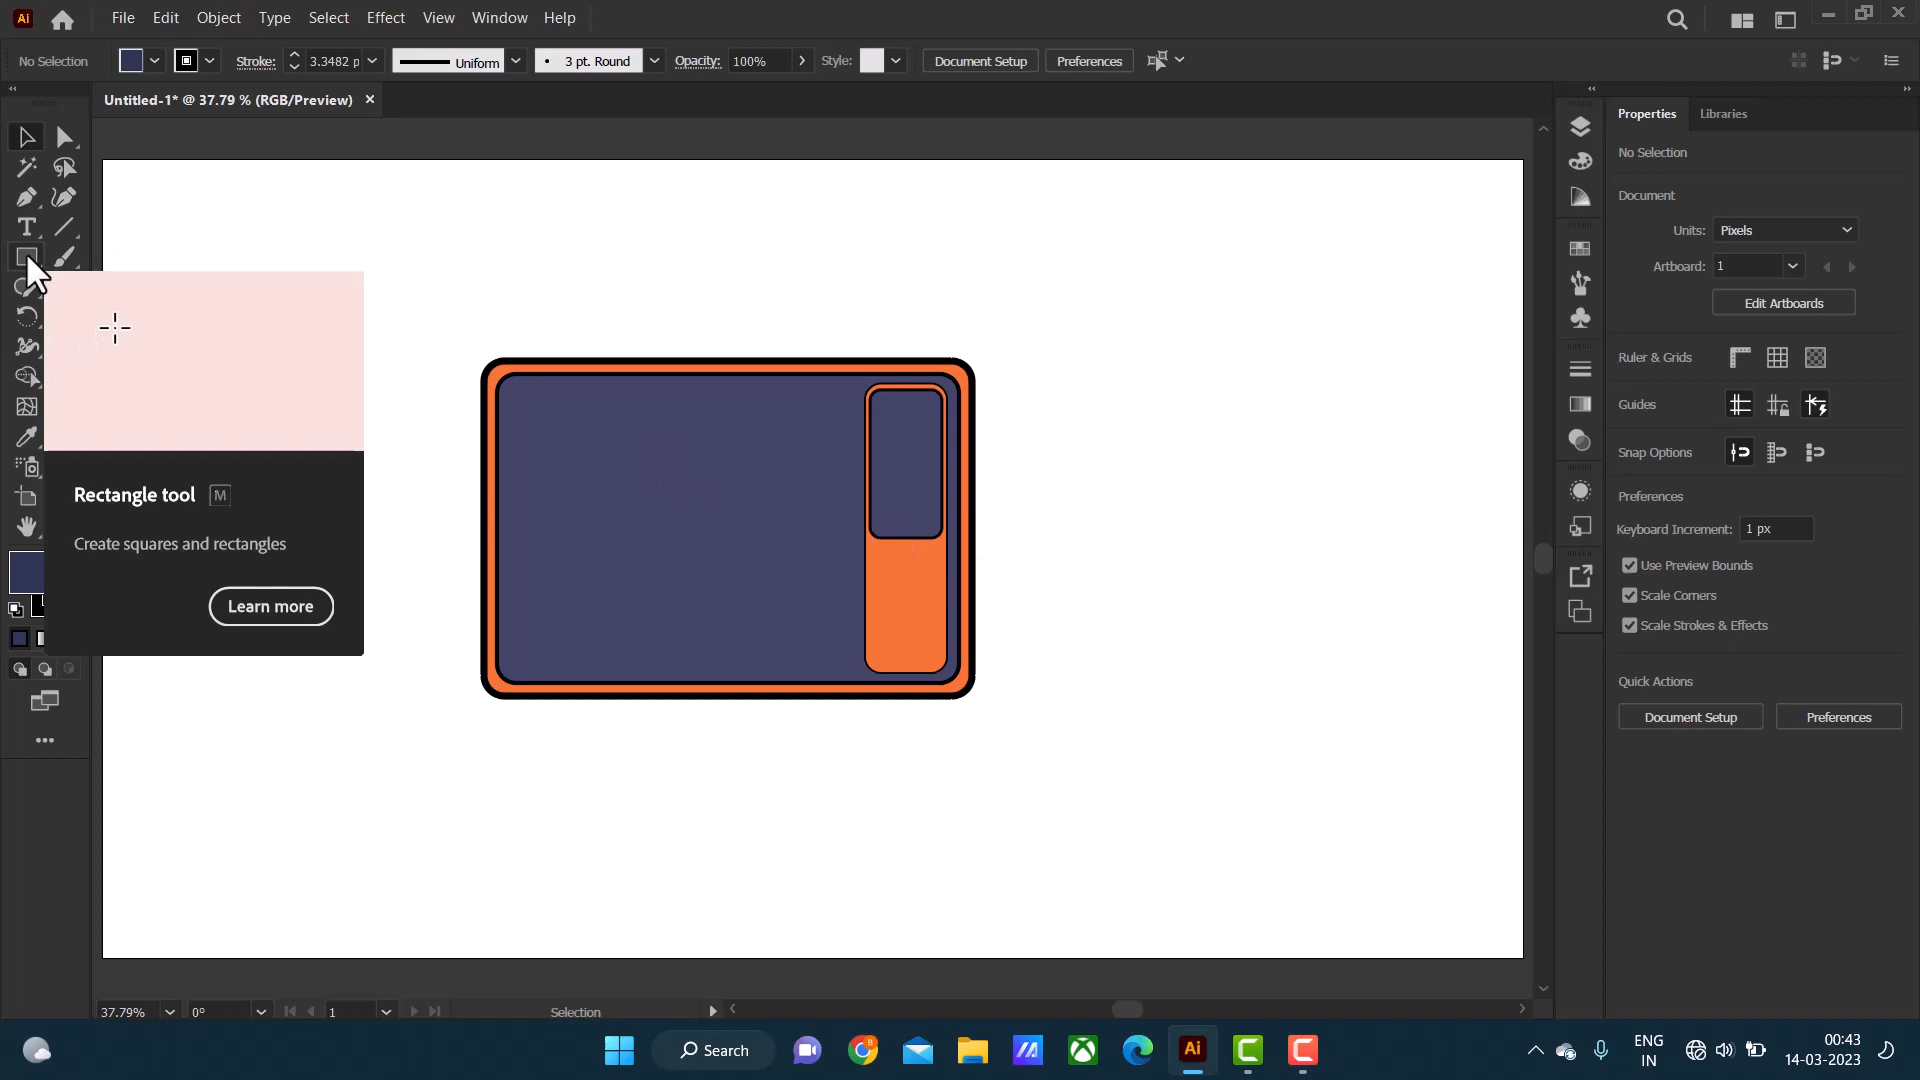 Ai File Edit Object Type Select Effect View Window Help
No Selection Stroke: 3.3482 p Uniform 3 pt. Round Opacity: 100% Style: Document Setup Preferences
Untitled-1* @ 37.79 % (RGB/Preview) ×
Properties Libraries
No Selection
Document
Units: Pixels
Artboard: 1
Edit Artboards
Ruler & Grids
Guides
Snap Options
Preferences
Keyboard Increment: 1 px
Use Preview Bounds
Scale Corners
Scale Strokes & Effects
Quick Actions
Document Setup Preferences
Rectangle tool M
Create squares and rectangles
Learn more
37.79% 0° 1 Selection
Search Ai ENG
IN
00:43
14-03-2023